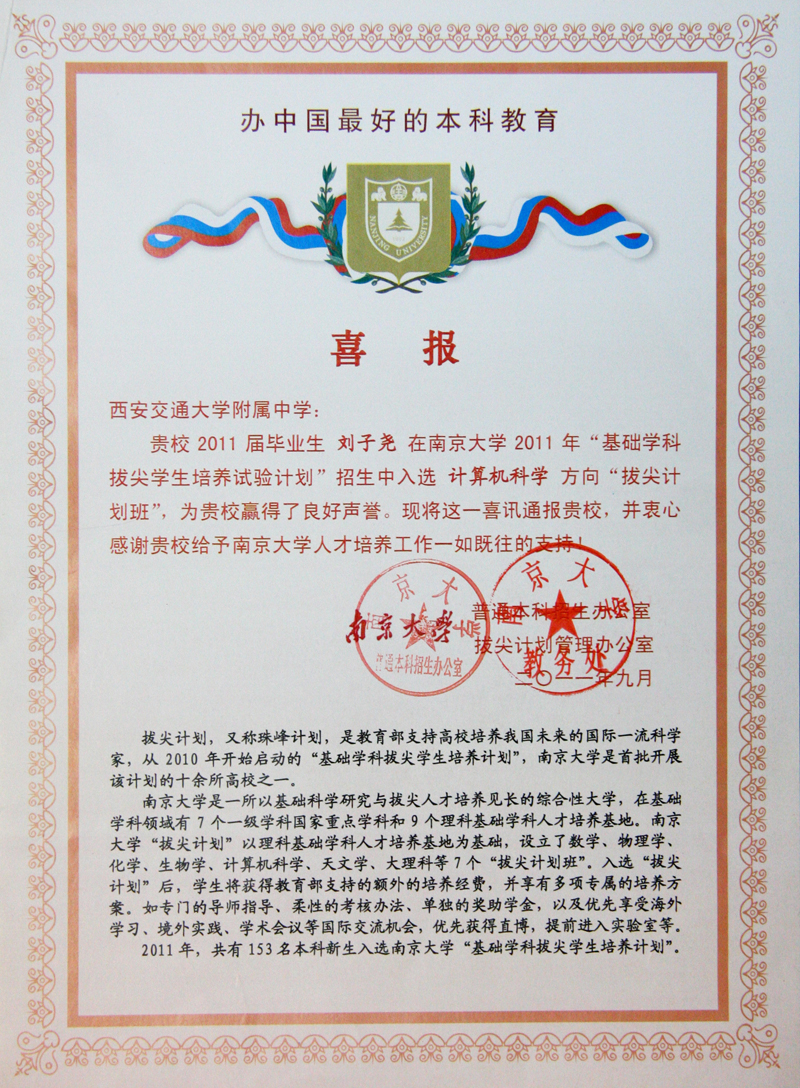 办中国最好的本科教育
NANJING UNIVERSITY
喜 报
西安交通大学附属中学：
贵校 2011 届毕业生 刘子尧 在南京大学 2011 年“基础学科
拔尖学生培养试验计划”招生中入选 计算机科学 方向“拔尖计
划班”，为贵校赢得了良好声誉。现将这一喜讯通报贵校，并衷心
感谢贵校给予南京大学人才培养工作一如既往的支持！
南京大学
普通本科招生办公室
南京大学
普通本科招生办公室
拔尖计划管理办公室
南京大学
教务处
二〇一一年九月
拔尖计划，又称珠峰计划，是教育部支持高校培养我国未来的国际一流科学
家，从 2010 年开始启动的“基础学科拔尖学生培养计划”，南京大学是首批开展
该计划的十余所高校之一。
南京大学是一所以基础科学研究与拔尖人才培养见长的综合性大学，在基础
学科领域有 7 个一级学科国家重点学科和 9 个理科基础学科人才培养基地。南京
大学“拔尖计划”以理科基础学科人才培养基地为基础，设立了数学、物理学、
化学、生物学、计算机科学、天文学、大理科等 7 个“拔尖计划班”。入选“拔尖
计划”后，学生将获得教育部支持的额外的培养经费，并享有多项专属的培养方
案。如专门的导师指导、柔性的考核办法、单独的奖助学金，以及优先享受海外
学习、境外实践、学术会议等国际交流机会，优先获得直博，提前进入实验室等。
2011年，共有 153 名本科新生入选南京大学“基础学科拔尖学生培养计划”。